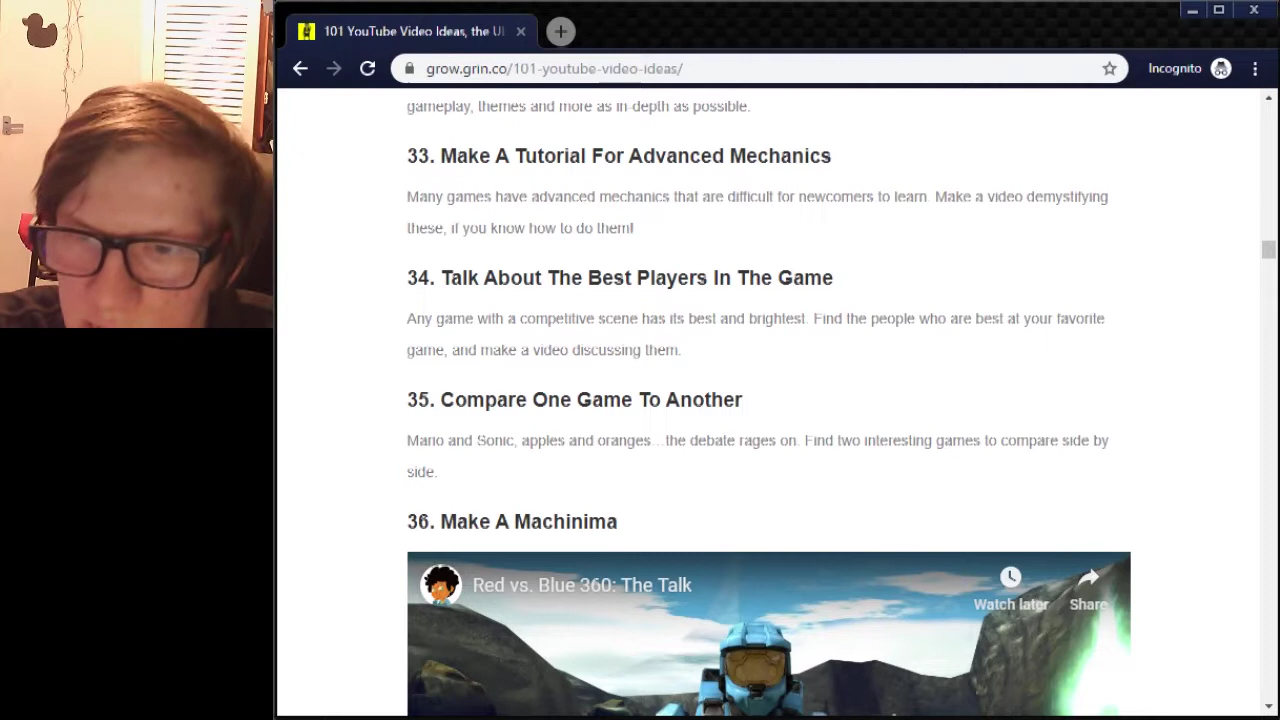 101 YouTube Video Ideas, the Ul
grow.grin.co/101-youtube-video-ideas/
Incognito
gameplay, themes and more as in-depth as possible.
33. Make A Tutorial For Advanced Mechanics
Many games have advanced mechanics that are difficult for newcomers to learn. Make a video demystifying
these, if you know how to do them!
34. Talk About The Best Players In The Game
Any game with a competitive scene has its best and brightest. Find the people who are best at your favorite
game, and make a video discussing them.
35. Compare One Game To Another
Mario and Sonic, apples and oranges…the debate rages on. Find two interesting games to compare side by
side.
36. Make A Machinima
Red vs. Blue 360: The Talk
Watch later
Share